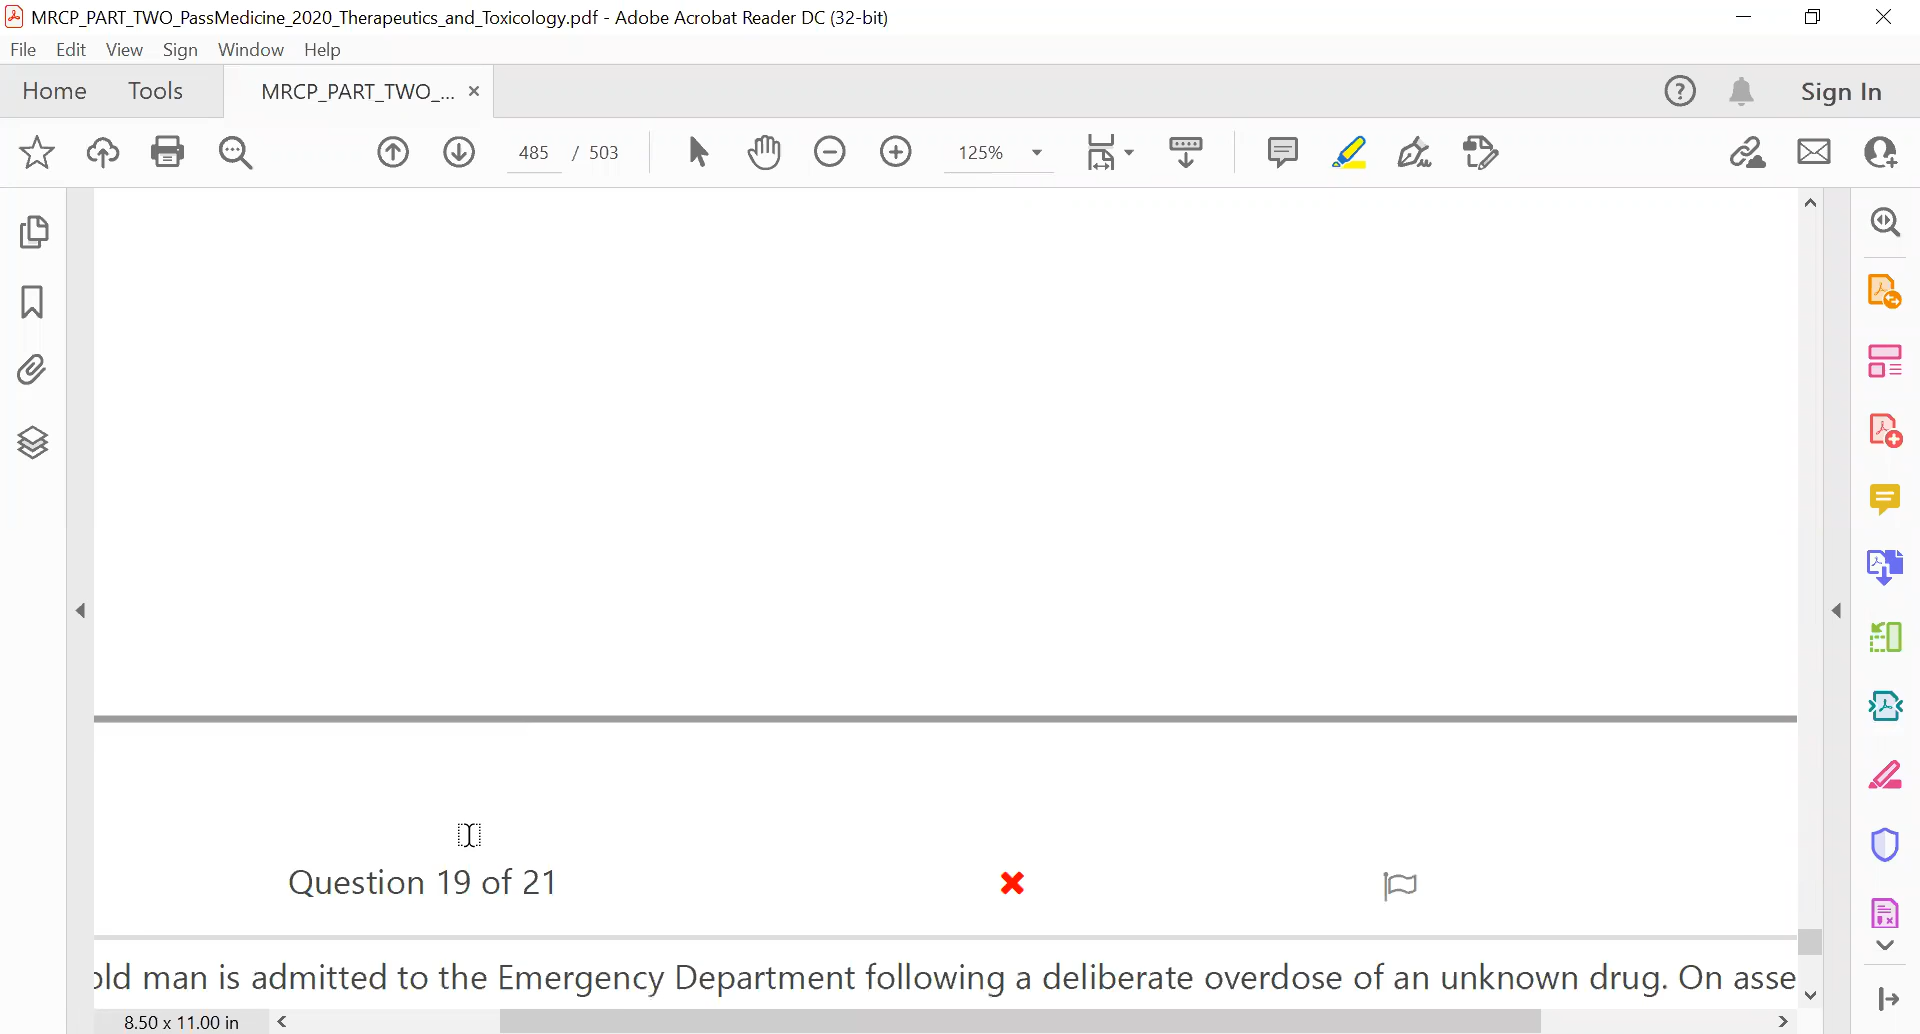 MRCP_PART_TWO_PassMedicine_2020_Therapeutics_and_Toxicology.pdf - Adobe Acrobat Reader DC (32-bit)
File Edit View Sign Window Help
Home Tools MRCP_PART_TWO_... Sign In
485 / 503 125%
Question 19 of 21
old man is admitted to the Emergency Department following a deliberate overdose of an unknown drug. On asse
8.50 x 11.00 in